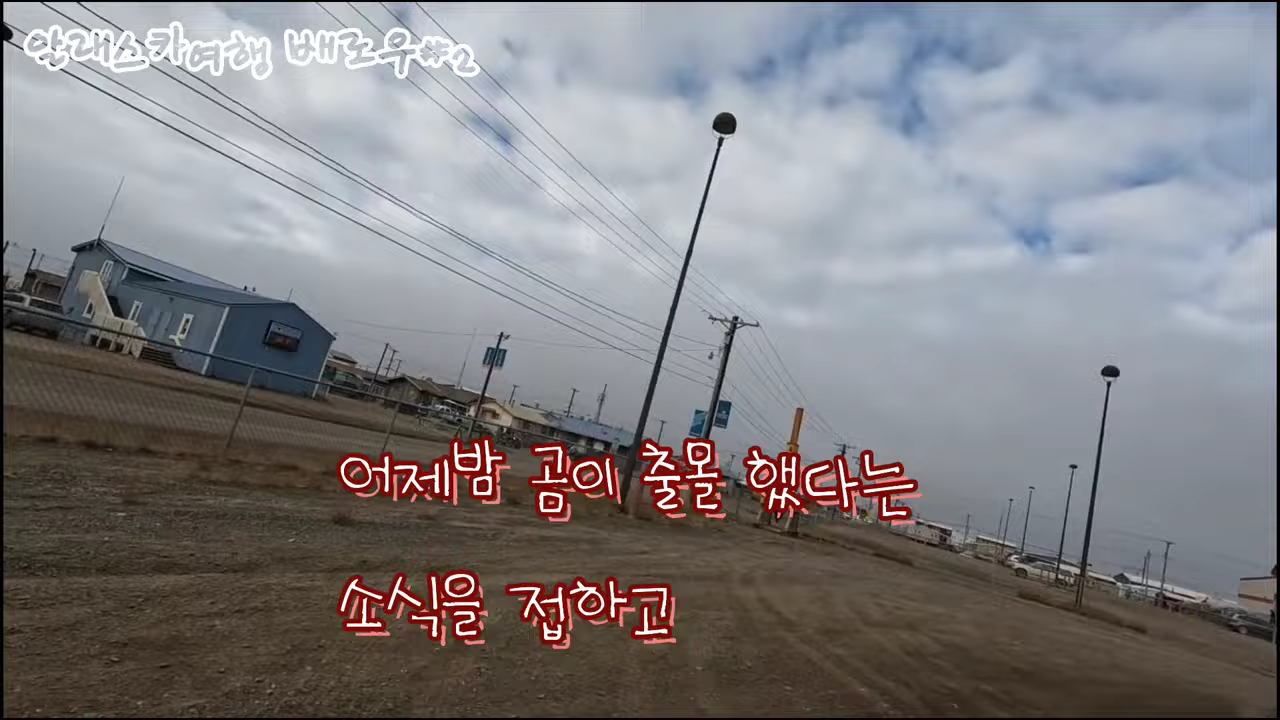 알래스카여행 배로우#2
어제밤 곰이 출몰 했다는
소식을 접하고